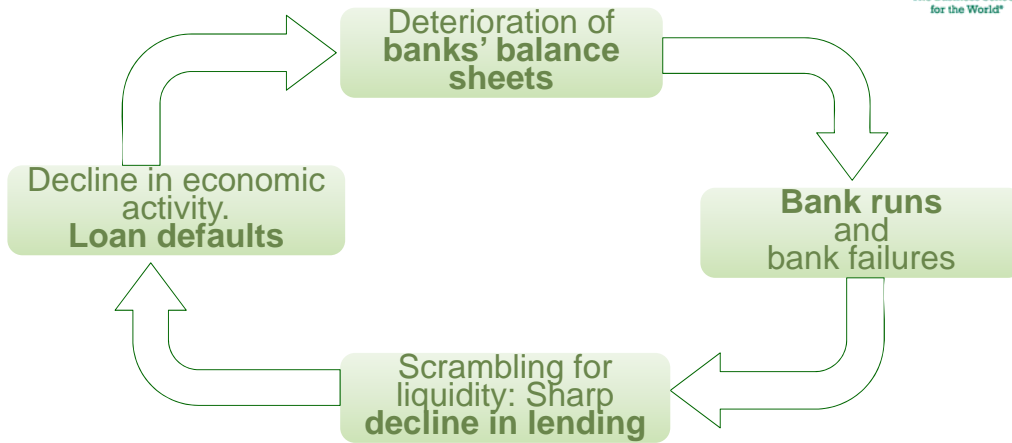 for the World®
Deterioration of
banks' balance
sheets
Decline in economic
activity.
Loan defaults
Bank runs
and
bank failures
Scrambling for
liquidity: Sharp
decline in lending